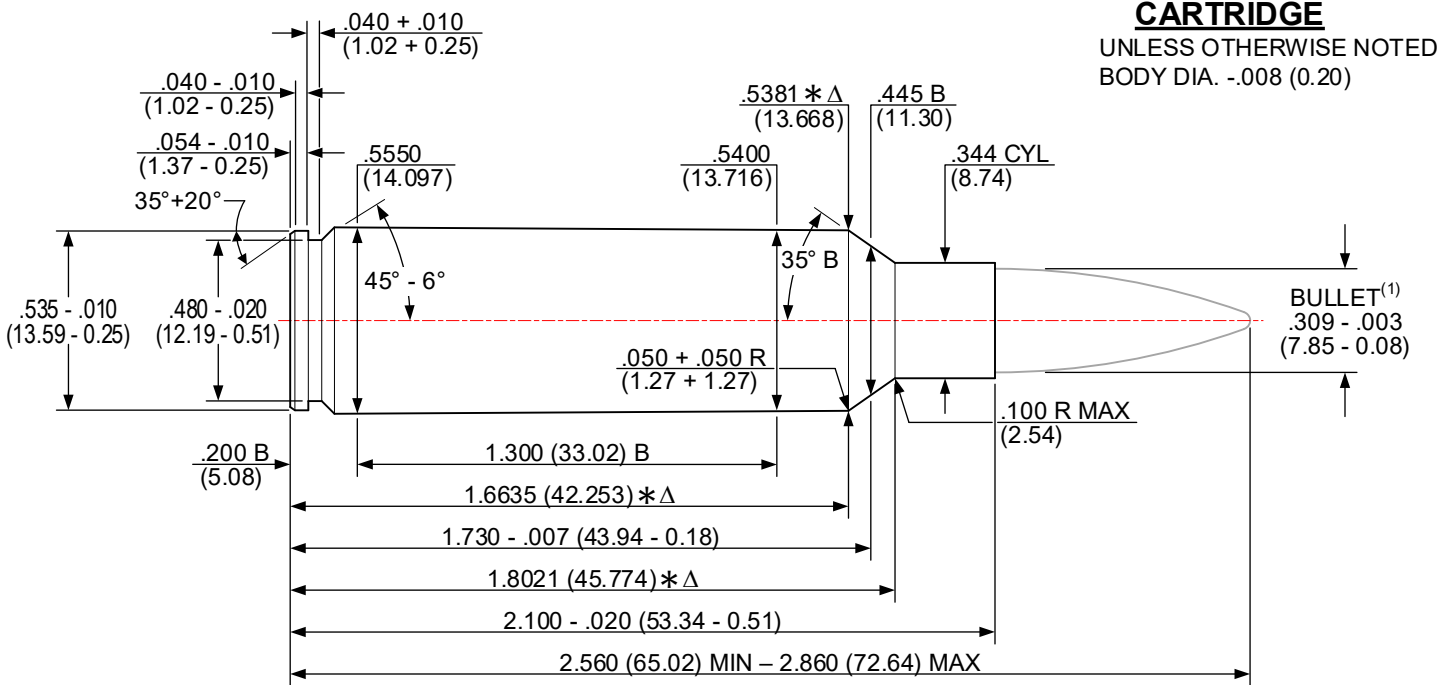 CARTRIDGE
UNLESS OTHERWISE NOTED
BODY DIA. -.008 (0.20)
.040 + .010
(1.02 + 0.25)
.040 - .010
(1.02 - 0.25)
.054 - .010
(1.37 - 0.25)
35°+20°
.5550
(14.097)
.5400
(13.716)
.5381 * Δ
(13.668)
.445 B
(11.30)
.344 CYL
(8.74)
45° - 6°
35° B
.535 - .010
(13.59 - 0.25)
.480 - .020
(12.19 - 0.51)
BULLET(1)
.309 - .003
(7.85 - 0.08)
.050 + .050 R
(1.27 + 1.27)
.100 R MAX
(2.54)
.200 B
(5.08)
1.300 (33.02) B
1.6635 (42.253) * Δ
1.730 - .007 (43.94 - 0.18)
1.8021 (45.774) * Δ
2.100 - .020 (53.34 - 0.51)
2.560 (65.02) MIN – 2.860 (72.64) MAX